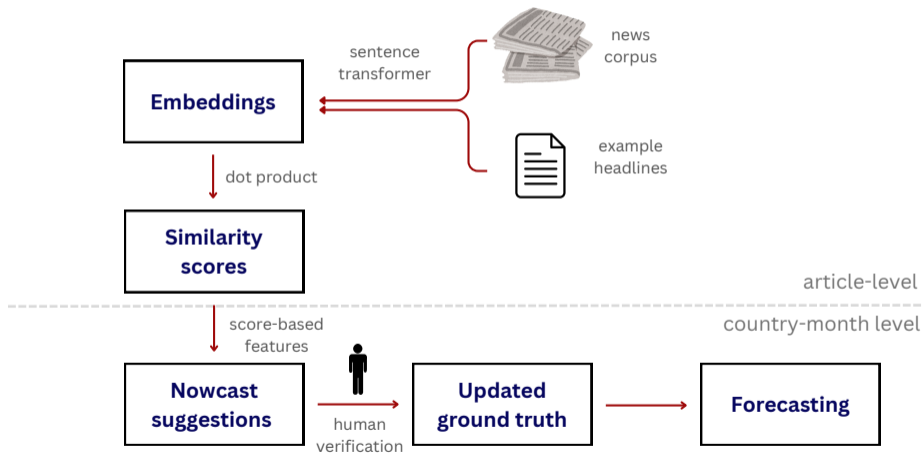 news
corpus
sentence
transformer
Embeddings
example
headlines
dot product
Similarity
scores
article-level
country-month level
score-based
features
Nowcast
suggestions
human
verification
Updated
ground truth
Forecasting